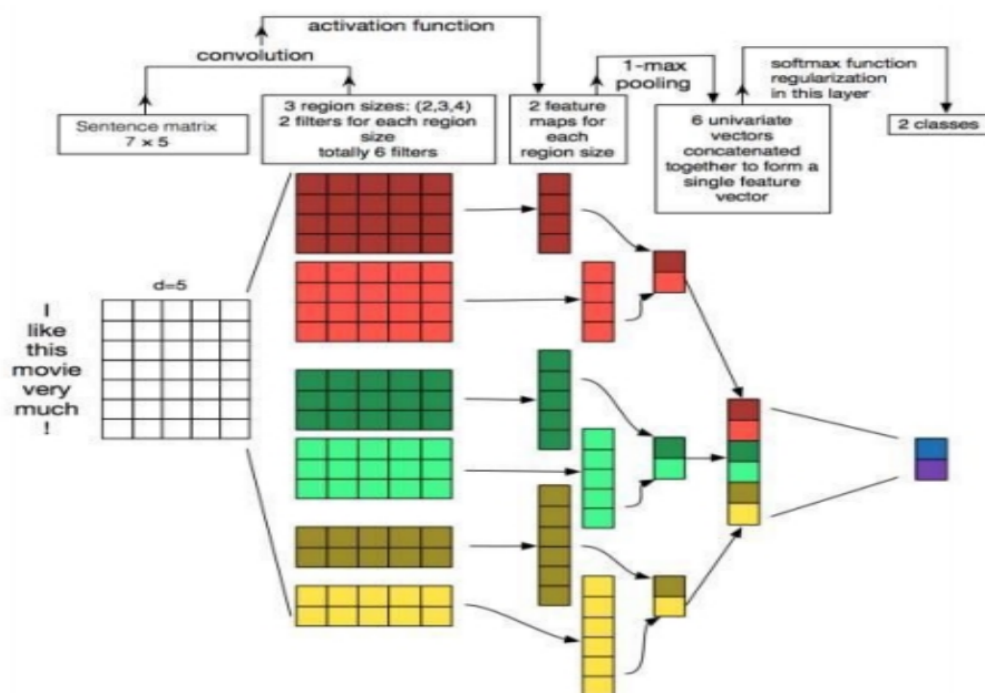 activation function
convolution
1-max
pooling
softmax function
regularization
in this layer
Sentence matrix
7 × 5
3 region sizes: (2,3,4)
2 filters for each region
size
totally 6 filters
2 feature
maps for
each
region size
6 univariate
vectors
concatenated
together to form a
single feature
vector
2 classes
d=5
I
like
this
movie
very
much
!